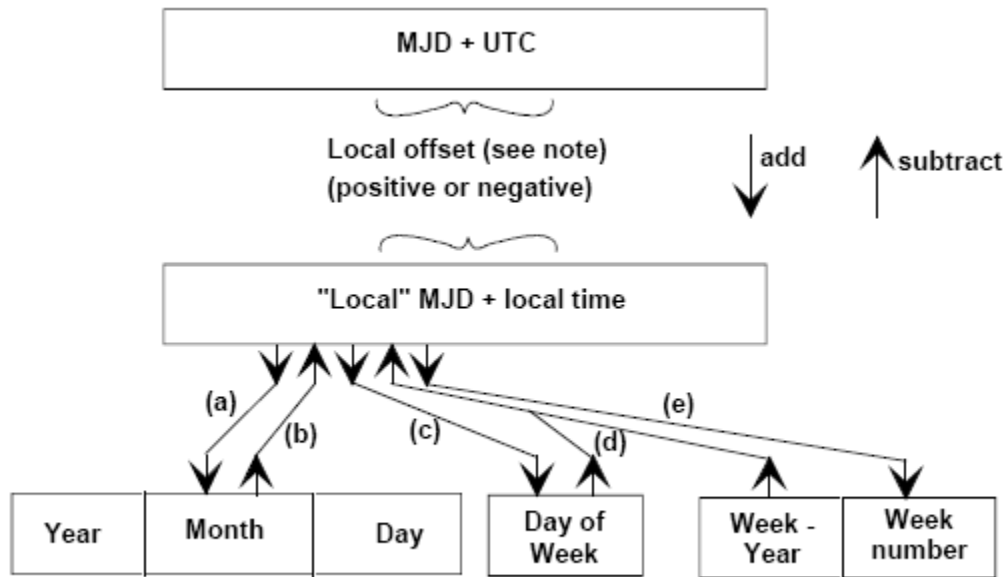 MJD + UTC
Local offset (see note)
(positive or negative)
add
subtract
"Local" MJD + local time
(a)
(b)
(c)
(d)
(e)
Year
Month
Day
Day of
Week
Week -
Year
Week
number